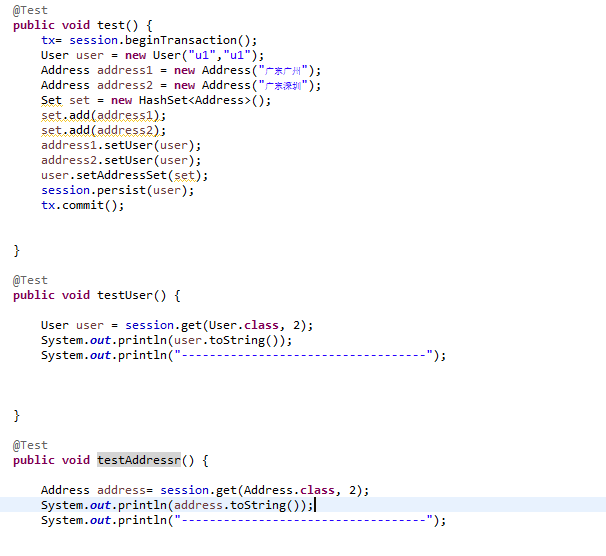 @Test
public void test() {
tx= session.beginTransaction();
User user = new User("u1","u1");
Address address1 = new Address("广东广州");
Address address2 = new Address("广东深圳");
Set set = new HashSet<Address>();
set.add(address1);
set.add(address2);
address1.setUser(user);
address2.setUser(user);
user.setAddressSet(set);
session.persist(user);
tx.commit();
}
@Test
public void testUser() {
User user = session.get(User.class, 2);
System.out.println(user.toString());
System.out.println("-----------------------------------");
}
@Test
public void testAddressr() {
Address address= session.get(Address.class, 2);
System.out.println(address.toString());
System.out.println("-----------------------------------");